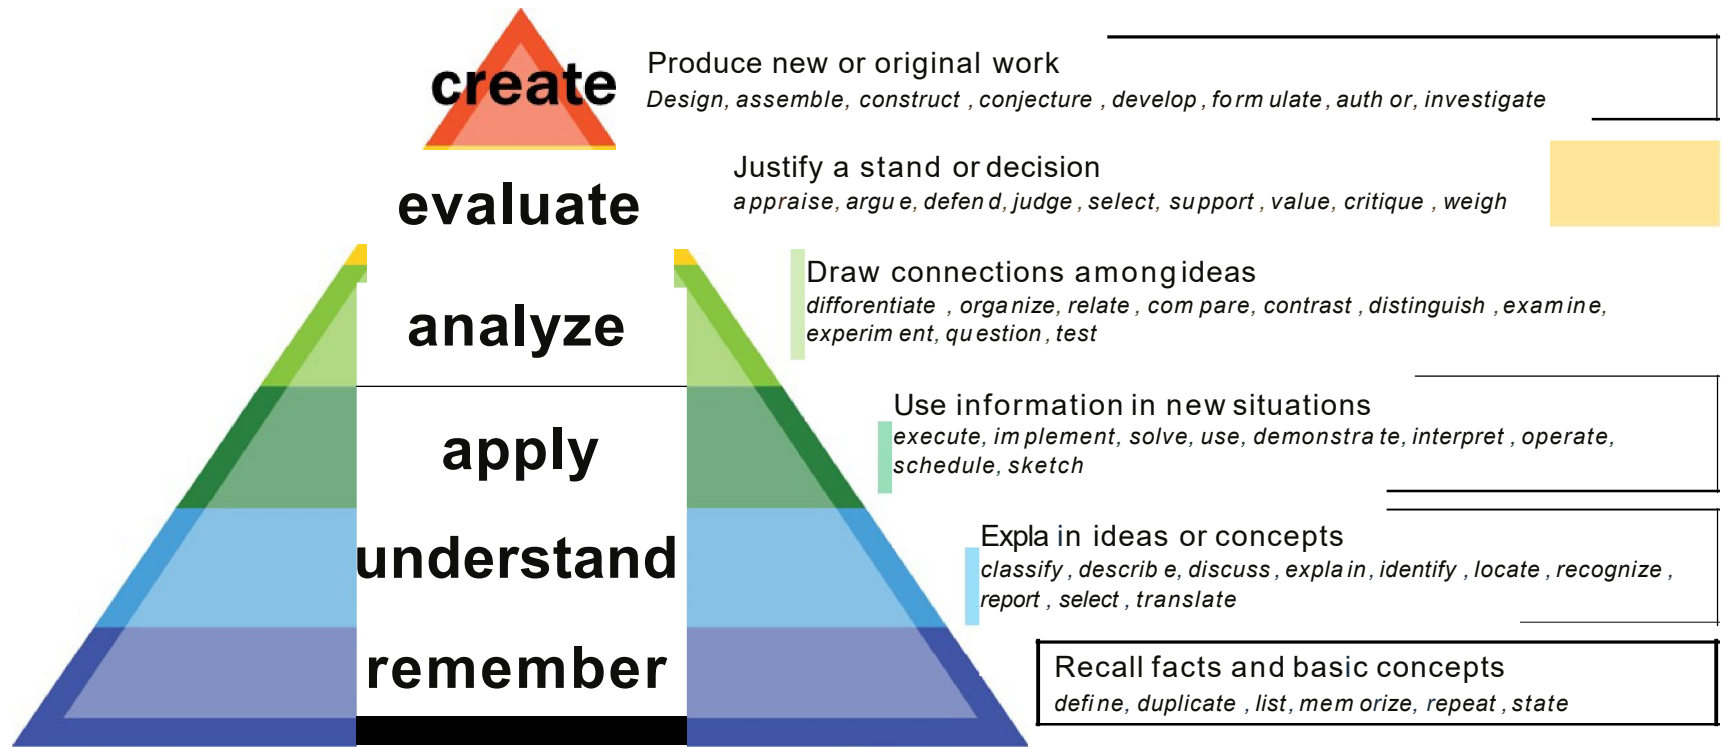 create
Produce new or original work
Design, assemble, construct, conjecture, develop, formulate, author, investigate
evaluate
Justify a stand or decision
appraise, argue, defend, judge, select, support, value, critique, weigh
analyze
Draw connections among ideas
differentiate, organize, relate, compare, contrast, distinguish, examine,
experiment, question, test
apply
Use information in new situations
execute, implement, solve, use, demonstrate, interpret, operate,
schedule, sketch
understand
Explain ideas or concepts
classify, describe, discuss, explain, identify, locate, recognize,
report, select, translate
remember
Recall facts and basic concepts
define, duplicate, list, memorize, repeat, state